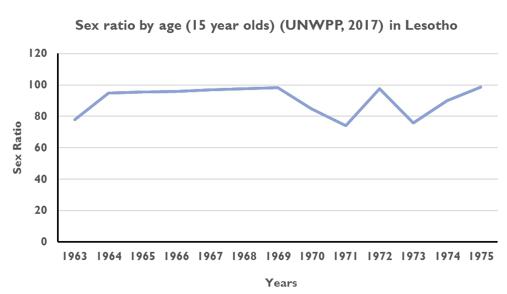 Sex ratio by age (15 year olds) (UNWPP, 2017) in Lesotho
120
100
80
60
40
20
0
Sex Ratio
1963 1964 1965 1966 1967 1968 1969 1970 1971 1972 1973 1974 1975
Years